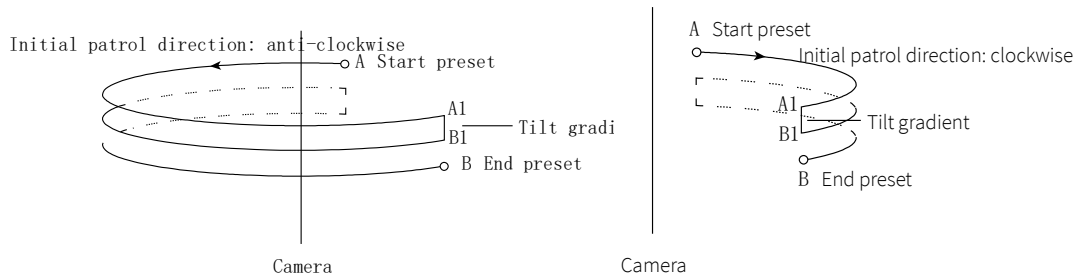 Initial patrol direction: anti-clockwise
A Start preset
A1
B1
Tilt gradi
B End preset
Camera
A Start preset
Initial patrol direction: clockwise
A1
Tilt gradient
B1
B End preset
Camera